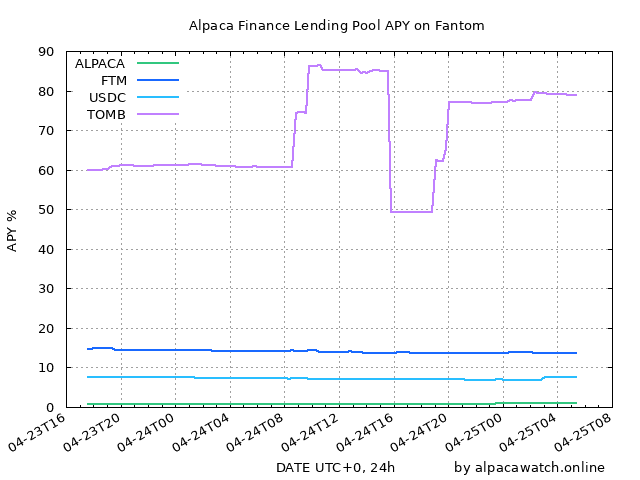 Alpaca Finance Lending Pool APY on Fantom
APY %
90
80
70
60
50
40
30
20
10
0
ALPACA
FTM
USDC
TOMB
04-23T16
04-23T20
04-24T00
04-24T04
04-24T08
04-24T12
04-24T16
04-24T20
04-25T00
04-25T04
04-25T08
DATE UTC+0, 24h
by alpacawatch.online